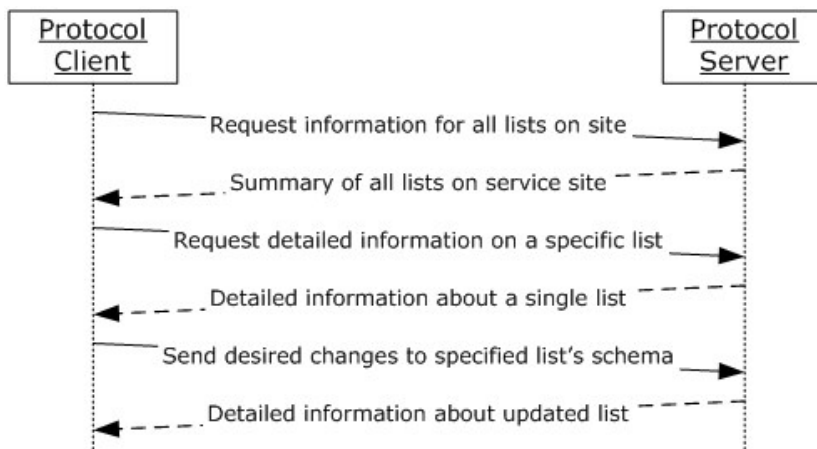 Protocol
Client
Protocol
Server
Request information for all lists on site
Summary of all lists on service site
Request detailed information on a specific list
Detailed information about a single list
Send desired changes to specified list's schema
Detailed information about updated list